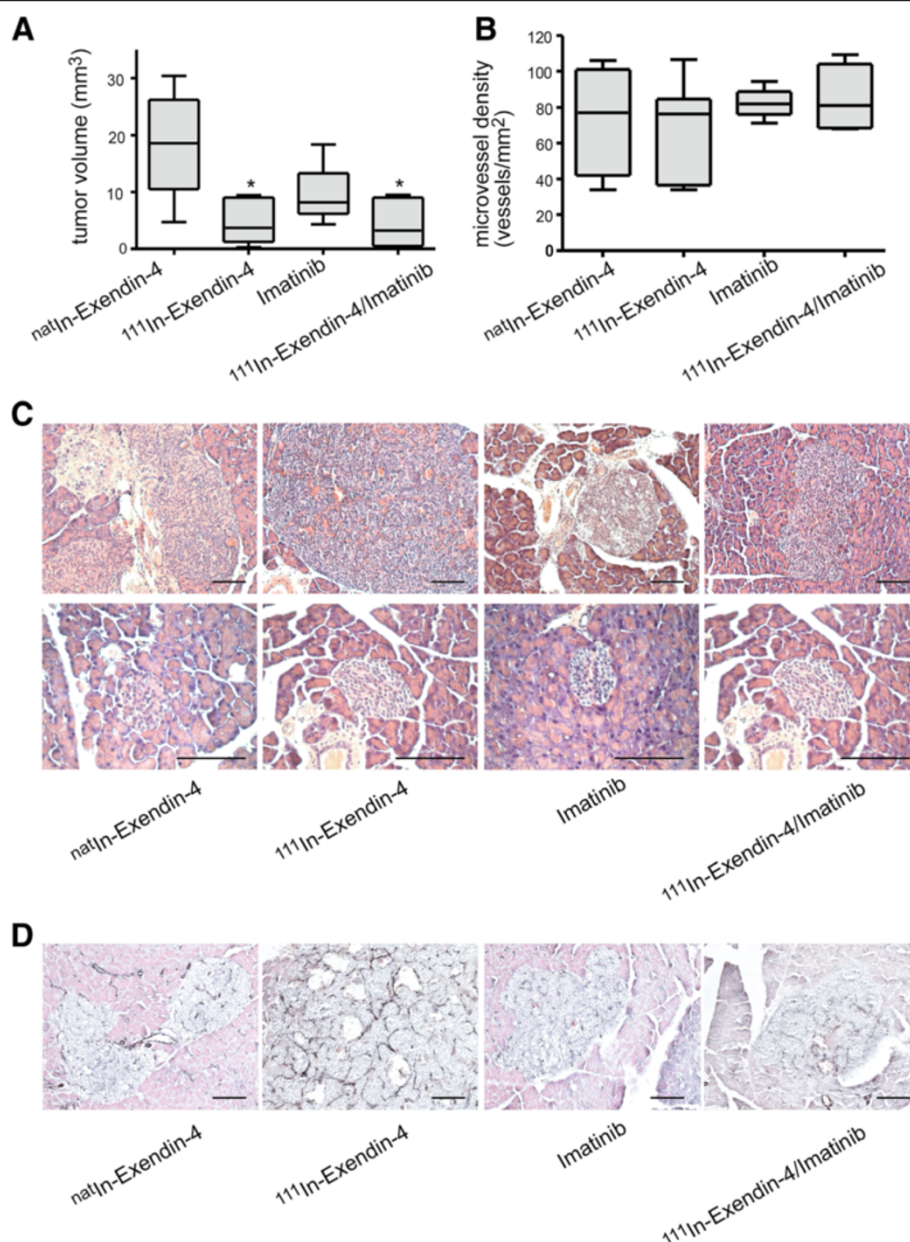 A
tumor volume (mm³)
30
20
10
0
*
*
ⁿᵃᵗIn-Exendin-4
¹¹¹In-Exendin-4
Imatinib
¹¹¹In-Exendin-4/Imatinib
B
microvessel density
(vessels/mm²)
120
100
80
60
40
20
0
ⁿᵃᵗIn-Exendin-4
¹¹¹In-Exendin-4
Imatinib
¹¹¹In-Exendin-4/Imatinib
C
ⁿᵃᵗIn-Exendin-4
¹¹¹In-Exendin-4
Imatinib
¹¹¹In-Exendin-4/Imatinib
D
ⁿᵃᵗIn-Exendin-4
¹¹¹In-Exendin-4
Imatinib
¹¹¹In-Exendin-4/Imatinib